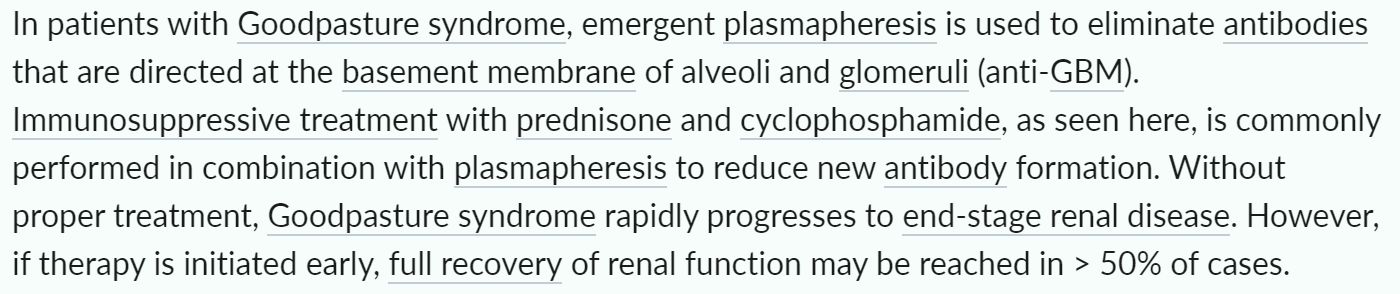 In patients with Goodpasture syndrome, emergent plasmapheresis is used to eliminate antibodies
that are directed at the basement membrane of alveoli and glomeruli (anti-GBM).
Immunosuppressive treatment with prednisone and cyclophosphamide, as seen here, is commonly
performed in combination with plasmapheresis to reduce new antibody formation. Without
proper treatment, Goodpasture syndrome rapidly progresses to end-stage renal disease. However,
if therapy is initiated early, full recovery of renal function may be reached in > 50% of cases.